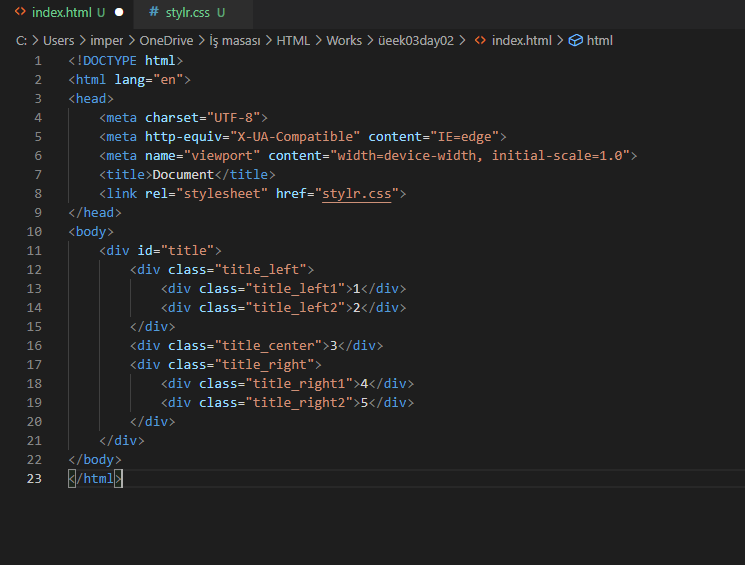 index.html U
stylr.css U
C: > Users > imper > OneDrive > İş masası > HTML > Works > üeek03day02 > index.html > html
1 <!DOCTYPE html>
2 <html lang="en">
3 <head>
4 <meta charset="UTF-8">
5 <meta http-equiv="X-UA-Compatible" content="IE=edge">
6 <meta name="viewport" content="width=device-width, initial-scale=1.0">
7 <title>Document</title>
8 <link rel="stylesheet" href="stylr.css">
9 </head>
10 <body>
11 <div id="title">
12 <div class="title_left">
13 <div class="title_left1">1</div>
14 <div class="title_left2">2</div>
15 </div>
16 <div class="title_center">3</div>
17 <div class="title_right">
18 <div class="title_right1">4</div>
19 <div class="title_right2">5</div>
20 </div>
21 </div>
22 </body>
23 </html>